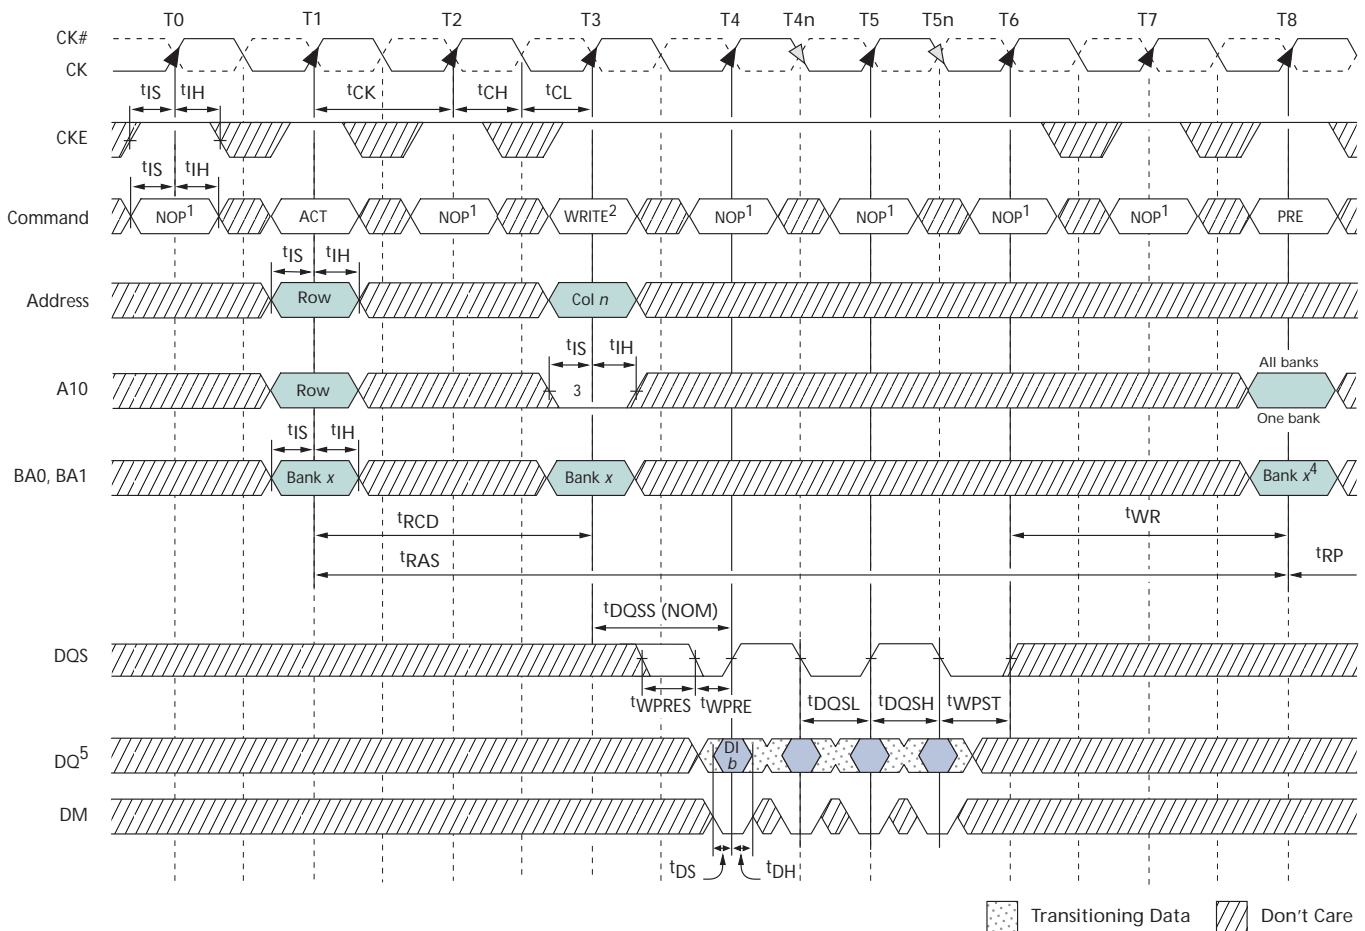 T0 T1 T2 T3 T4 T4n T5 T5n T6 T7 T8
CK#
CK
tIS tIH tCK tCH tCL
CKE
tIS tIH
Command NOP1 ACT NOP1 WRITE2 NOP1 NOP1 NOP1 NOP1 PRE
tIS tIH
Address Row Col n
tIS tIH
All banks
A10 Row 3
One bank
tIS tIH
BA0, BA1 Bank x Bank x Bank x4
tRCD tWR
tRAS tRP
tDQSS (NOM)
DQS
tWPRES tWPRE tDQSL tDQSH tWPST
DQ5 DI
b
DM
tDS tDH
Transitioning Data Don't Care